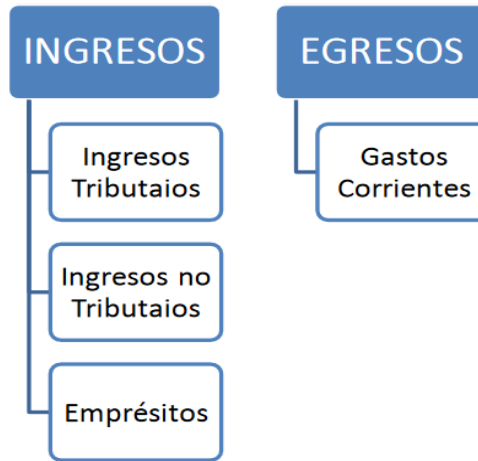 INGRESOS
Ingresos
Tributaios
Ingresos no
Tributaios
Emprésitos
EGRESOS
Gastos
Corrientes